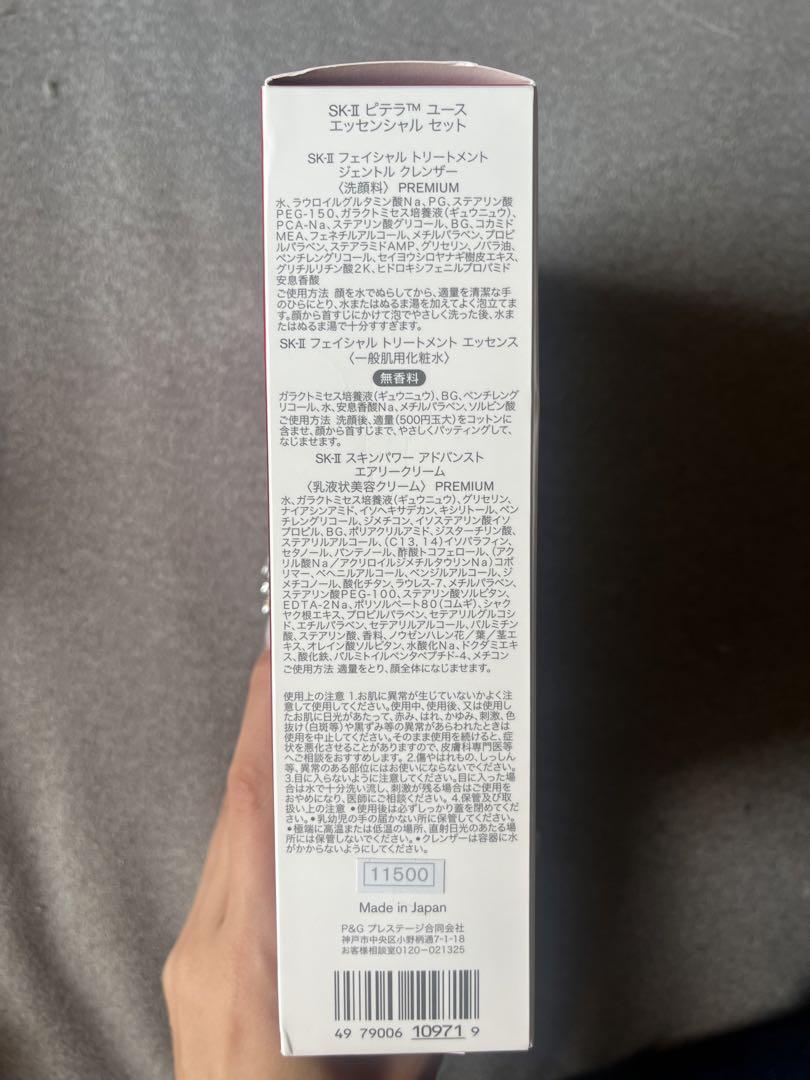 SK-II ピテラ™ ユース
エッセンシャル セット
SK-II フェイシャル トリートメント
ジェントル クレンザー
〈洗顔料〉 PREMIUM
水、ラウロイルグルタミン酸Na、PG、ステアリン酸
PEG-150、ガラクトミセス培養液(ギュウニュウ)、
PCA-Na、ステアリン酸グリコール、BG、コカミド
MEA、フェネチルアルコール、メチルパラベン、プロピ
ルパラベン、ステアラミドAMP、グリセリン、ノバラ油、
ペンチレングリコール、セイヨウシロヤナギ樹皮エキス、
グリチルリチン酸2K、ヒドロキシフェニルプロパミド
安息香酸
ご使用方法 顔を水でぬらしてから、適量を清潔な手
のひらにとり、水またはぬるま湯を加えてよく泡立てま
す。顔から首すじにかけて泡でやさしく洗った後、水ま
たはぬるま湯で十分すすぎます。
SK-II フェイシャル トリートメント エッセンス
〈一般肌用化粧水〉
無香料
ガラクトミセス培養液(ギュウニュウ)、BG、ペンチレング
リコール、水、安息香酸Na、メチルパラベン、ソルビン酸
ご使用方法 洗顔後、適量(500円玉大)をコットンに
含ませ、顔から首すじまで、やさしくパッティングして、
なじませます。
SK-II スキンパワー アドバンスト
エアリークリーム
〈乳液状美容クリーム〉 PREMIUM
水、ガラクトミセス培養液(ギュウニュウ)、グリセリン、
ナイアシンアミド、イソヘキサデカン、キシリトール、ペン
チレングリコール、ジメチコン、イソステアリン酸イソ
プロピル、BG、ポリアクリルアミド、ジスターチリン酸、
ステアリルアルコール、(C13, 14)イソパラフィン、
セタノール、パンテノール、酢酸トコフェロール、(アク
リル酸Na/アクリロイルジメチルタウリンNa)コポ
リマー、ベヘニルアルコール、ベンジルアルコール、ジ
メチコノール、酸化チタン、ラウレス-7、メチルパラベン、
ステアリン酸PEG-100、ステアリン酸ソルビタン、
EDTA-2Na、ポリソルベート80(コムギ)、シャク
ヤク根エキス、プロピルパラベン、セテアリルグルコシ
ド、エチルパラベン、セテアリルアルコール、パルミチン
酸、ステアリン酸、香料、ノウゼンハレン花/葉/茎エキ
ス、オレイン酸ソルビタン、水酸化Na、ドクダミエキ
ス、酸化鉄、パルミトイルペンタペプチド-4、メチコン
ご使用方法 適量をとり、顔全体になじませます。
使用上の注意 1.お肌に異常が生じていないかよく注
意して使用してください。使用中、使用後、又は使用し
たお肌に日光があたって、赤み、はれ、かゆみ、刺激、色
抜け(白斑等)や黒ずみ等の異常があらわれたときは
使用を中止してください。そのまま使用を続けると、症
状を悪化させることがありますので、皮膚科専門医等
へご相談をおすすめします。 2.傷やはれもの、しっしん
等、異常のある部位にはお使いにならないでください。
3.目に入らないように注意してください。目に入った場
合は水で十分洗い流し、刺激が残る場合はご使用を
おやめになり、医師にご相談ください。 4.保管及び取
扱い上の注意 ●使用後は必ずしっかり蓋を閉めてくだ
さい。●乳幼児の手の届かない所に保管してください。
●極端に高温または低温の場所、直射日光のあたる場
所には保管しないでください。●クレンザーは容器に水
がかからないようにしてください。
11500
Made in Japan
P&G プレステージ合同会社
神戸市中央区小野柄通7-1-18
お客様相談室0120-021325
49 79006 10971 9